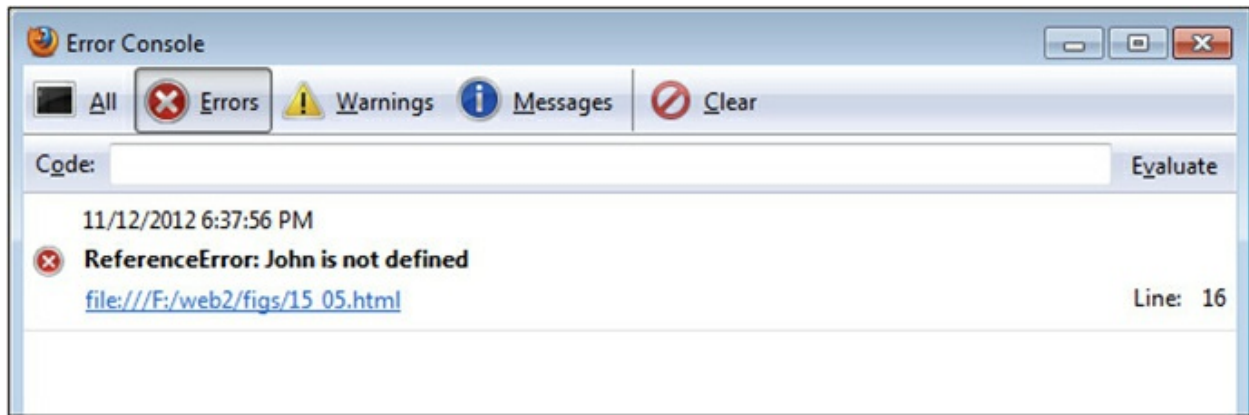 Error Console
All Errors Warnings Messages Clear
Code: Evaluate
11/12/2012 6:37:56 PM
ReferenceError: John is not defined
file:///F:/web2/figs/15_05.html Line: 16